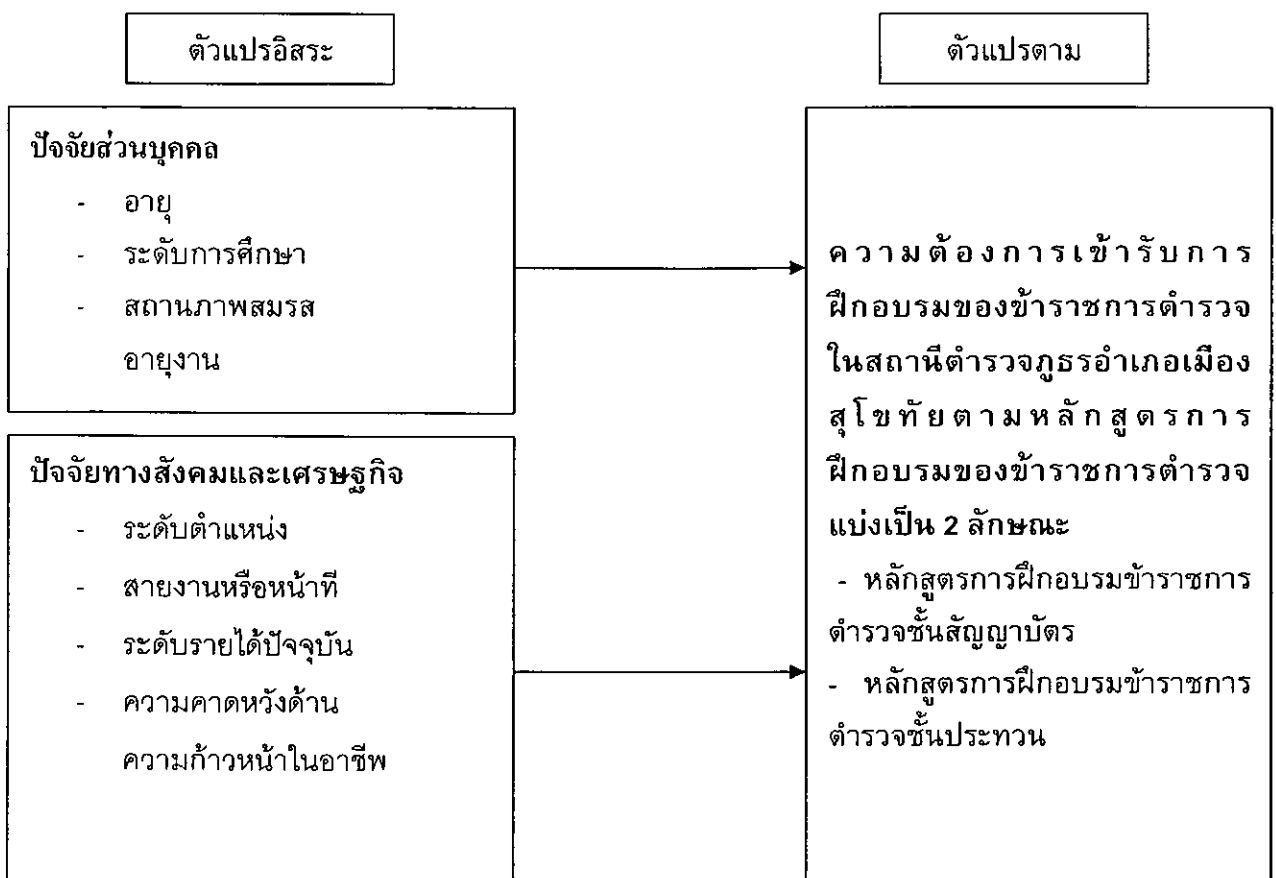 ตัวแปรอิสระ
ตัวแปรตาม
ปัจจัยส่วนบุคคล
- อายุ
- ระดับการศึกษา
- สถานภาพสมรส
อายุงาน
ปัจจัยทางสังคมและเศรษฐกิจ
- ระดับตำแหน่ง
- สายงานหรือหน้าที่
- ระดับรายได้ปัจจุบัน
- ความคาดหวังด้าน
ความก้าวหน้าในอาชีพ
ความต้องการเข้ารับการ
ฝึกอบรมของข้าราชการตำรวจ
ในสถานีตำรวจภูธรอำเภอเมือง
สุโขทัยตามหลักสูตรการ
ฝึกอบรมของข้าราชการตำรวจ
แบ่งเป็น 2 ลักษณะ
- หลักสูตรการฝึกอบรมข้าราชการ
ตำรวจชั้นสัญญาบัตร
- หลักสูตรการฝึกอบรมข้าราชการ
ตำรวจชั้นประทวน